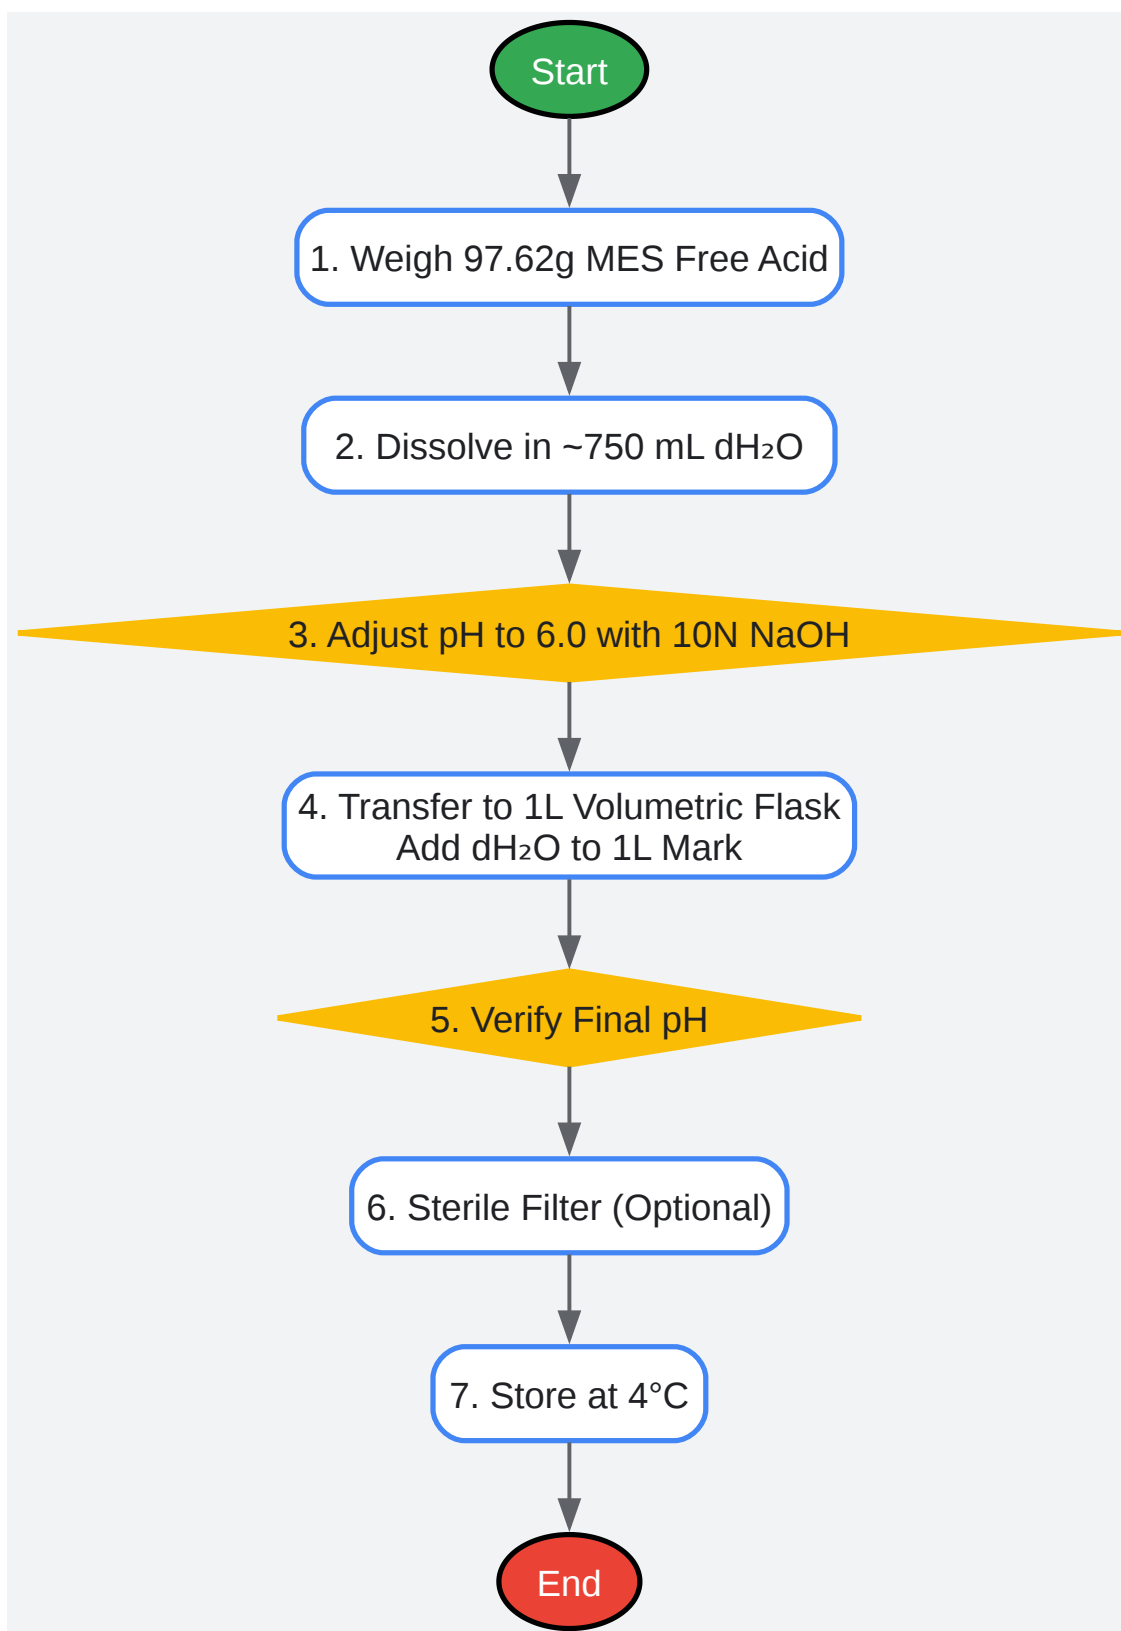 Start
1. Weigh 97.62g MES Free Acid
2. Dissolve in ~750 mL dH₂O
3. Adjust pH to 6.0 with 10N NaOH
4. Transfer to 1L Volumetric Flask
Add dH₂O to 1L Mark
5. Verify Final pH
6. Sterile Filter (Optional)
7. Store at 4°C
End